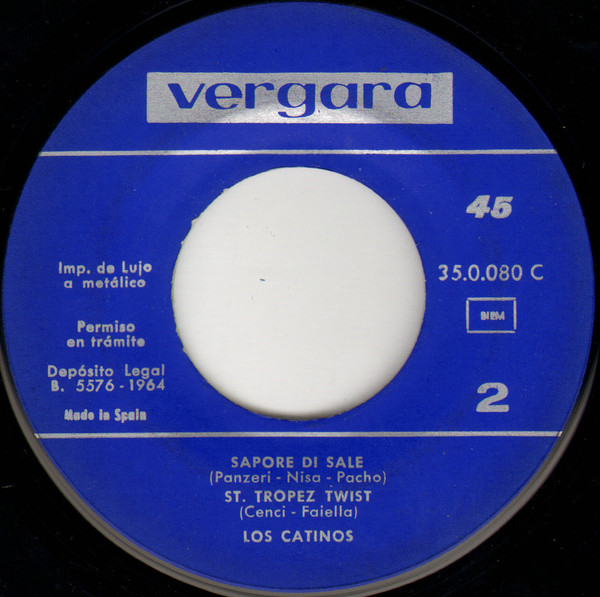 vergara
45
Imp. de Lujo
a metálico
35.0.080 C
Permiso
en trámite
BIEM
Depósito Legal
B. 5576 - 1964
2
Made in Spain
SAPORE DI SALE
(Panzeri - Nisa - Pacho)
ST. TROPEZ TWIST
(Cenci - Faiella)
LOS CATINOS